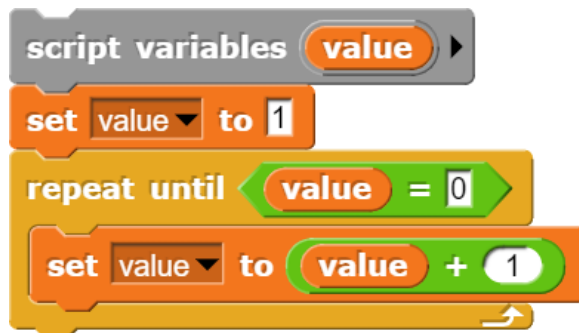 script variables value
set value to 1
repeat until value = 0
set value to value + 1